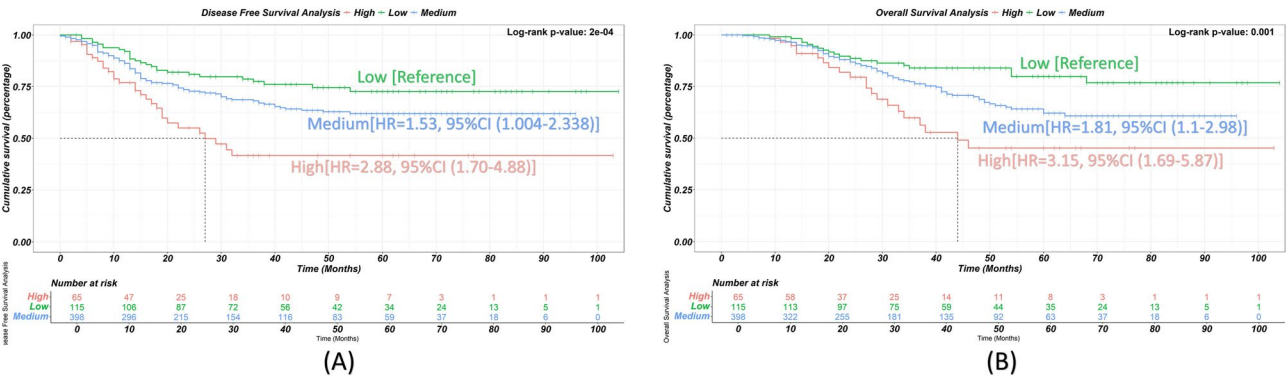 Disease Free Survival Analysis High Low Medium
Log-rank p-value: 2e-04
Cumulative survival (percentage)
1.00
0.75
0.50
0.25
0.00
Low [Reference]
Medium[HR=1.53, 95%CI (1.004-2.338)]
High[HR=2.88, 95%CI (1.70-4.88)]
0 10 20 30 40 50 60 70 80 90 100
Time (Months)
sease Free Survival Analysis
Number at risk
High 65 47 25 18 10 9 7 3 1 1 1
Low 115 106 87 72 56 42 34 24 13 5 1
Medium 398 296 215 154 116 83 59 37 18 6 0
0 10 20 30 40 50 60 70 80 90 100
Time (Months)
(A)
Overall Survival Analysis High Low Medium
Log-rank p-value: 0.001
Cumulative survival (percentage)
1.00
0.75
0.50
0.25
0.00
Low [Reference]
Medium[HR=1.81, 95%CI (1.1-2.98)]
High[HR=3.15, 95%CI (1.69-5.87)]
0 10 20 30 40 50 60 70 80 90 100
Time (Months)
Overall Survival Analysis
Number at risk
High 65 58 37 25 14 11 8 3 1 1 1
Low 115 113 97 75 59 44 35 24 13 5 1
Medium 398 322 255 181 135 92 63 37 18 6 0
0 10 20 30 40 50 60 70 80 90 100
Time (Months)
(B)